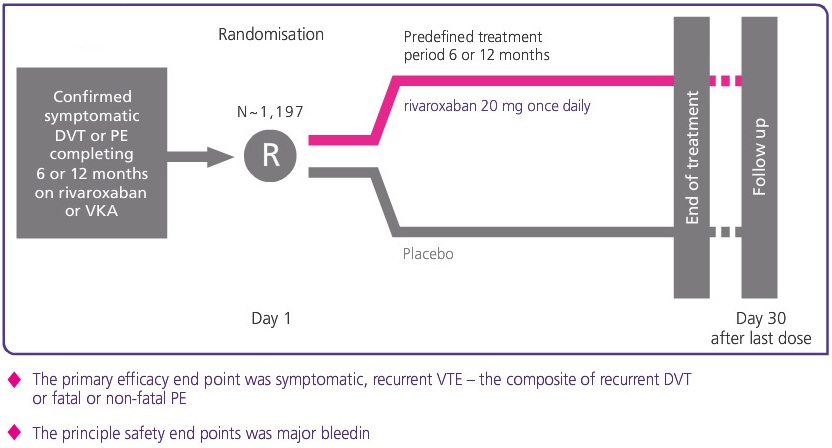 Randomisation
Predefined treatment
period 6 or 12 months
Confirmed
symptomatic
DVT or PE
completing
6 or 12 months
on rivaroxaban
or VKA
N~1,197
R
rivaroxaban 20 mg once daily
Placebo
End of treatment
Follow up
Day 1
Day 30
after last dose
The primary efficacy end point was symptomatic, recurrent VTE – the composite of recurrent DVT
or fatal or non-fatal PE
The principle safety end points was major bleedin